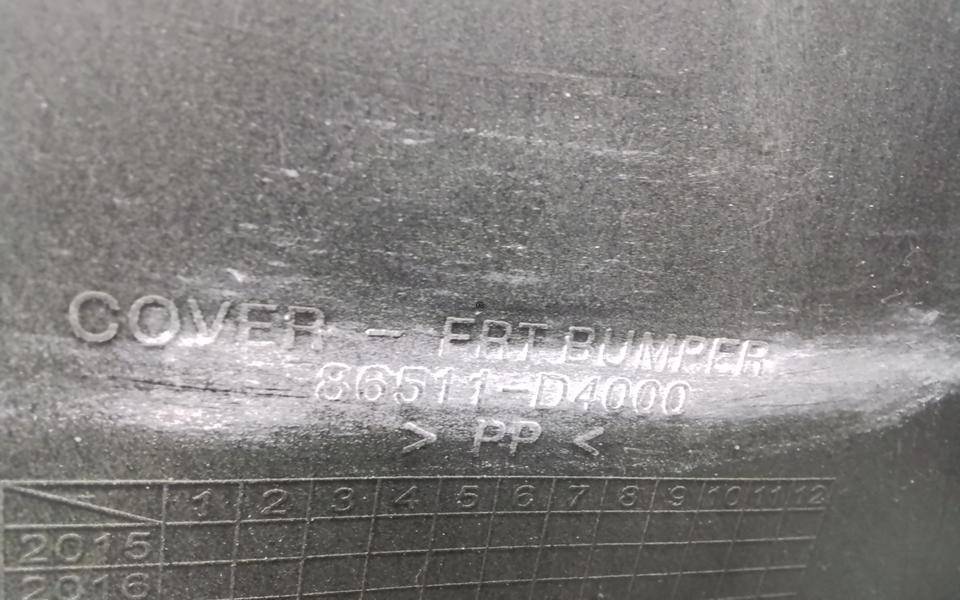 COVER - FRT BUMPER
86511-D4000
> PP <
1 2 3 4 5 6 7 8 9 10 11 12
2015
2016